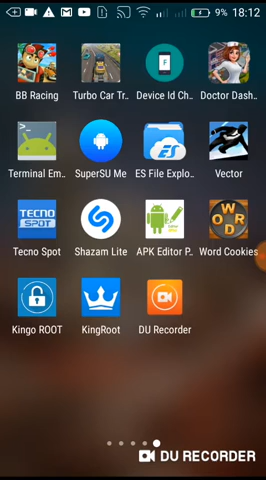 9% 18:12
BB Racing Turbo Car Tr.. Device Id Ch.. Doctor Dash..
Terminal Em.. SuperSU Me ES File Explo.. Vector
TECNO
SPOT
W O R D
Tecno Spot Shazam Lite APK Editor P.. Word Cookies
Kingo ROOT KingRoot DU Recorder
DU RECORDER